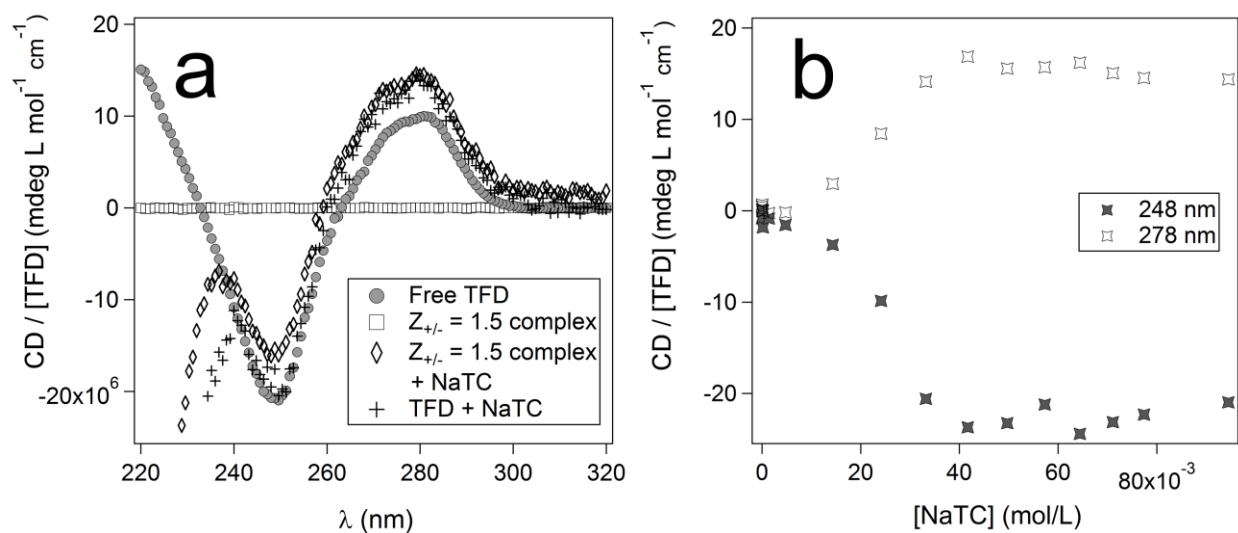 a
20
10
0
-10
-20x10⁶
CD / [TFD] (mdeg L mol⁻¹ cm⁻¹)
Free TFD
Z+/- = 1.5 complex
Z+/- = 1.5 complex
+ NaTC
TFD + NaTC
220 240 260 280 300 320
λ (nm)
b
20
10
0
-10
-20
CD / [TFD] (mdeg L mol⁻¹ cm⁻¹)
248 nm
278 nm
0 20 40 60 80x10⁻³
[NaTC] (mol/L)